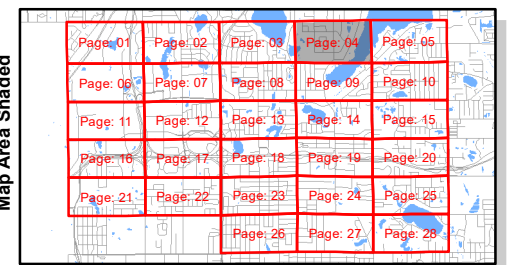 Map Area Shaded
Page: 01 Page: 02 Page: 03 Page: 04 Page: 05
Page: 06 Page: 07 Page: 08 Page: 09 Page: 10
Page: 11 Page: 12 Page: 13 Page: 14 Page: 15
Page: 16 Page: 17 Page: 18 Page: 19 Page: 20
Page: 21 Page: 22 Page: 23 Page: 24 Page: 25
Page: 26 Page: 27 Page: 28